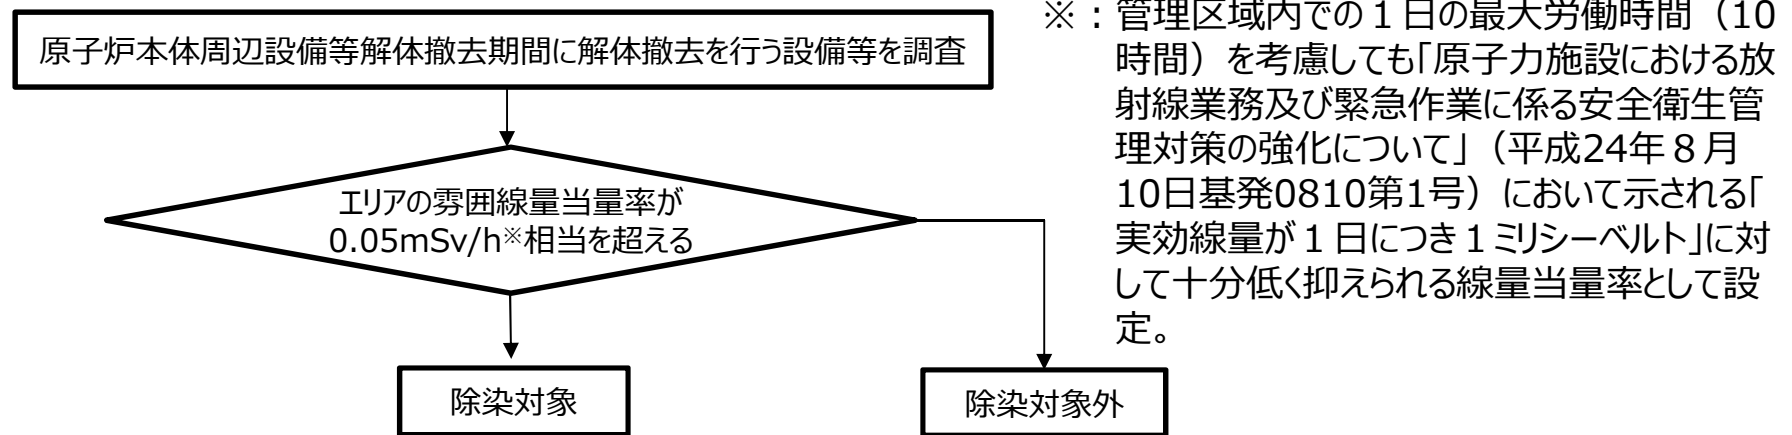 原子炉本体周辺設備等解体撤去期間に解体撤去を行う設備等を調査
エリアの雰囲線量当量率が
0.05mSv/h※相当を超える
除染対象
除染対象外
※：管理区域内での１日の最大労働時間（10
時間）を考慮しても「原子力施設における放
射線業務及び緊急作業に係る安全衛生管
理対策の強化について」（平成24年８月
10日基発0810第1号）において示される「
実効線量が１日につき１ミリシーベルト」に対
して十分低く抑えられる線量当量率として設
定。